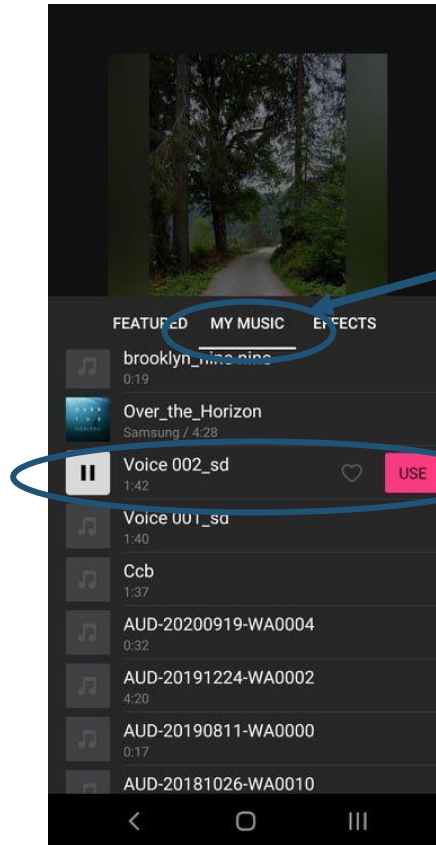 FEATURED MY MUSIC EFFECTS
brooklyn_nine nine
0:19
Over_the_Horizon
Samsung / 4:28
Voice 002_sd
1:42
USE
Voice 001_sd
1:40
Ccb
1:37
AUD-20200919-WA0004
0:32
AUD-20191224-WA0002
4:20
AUD-20190811-WA0000
0:17
AUD-20181026-WA0010